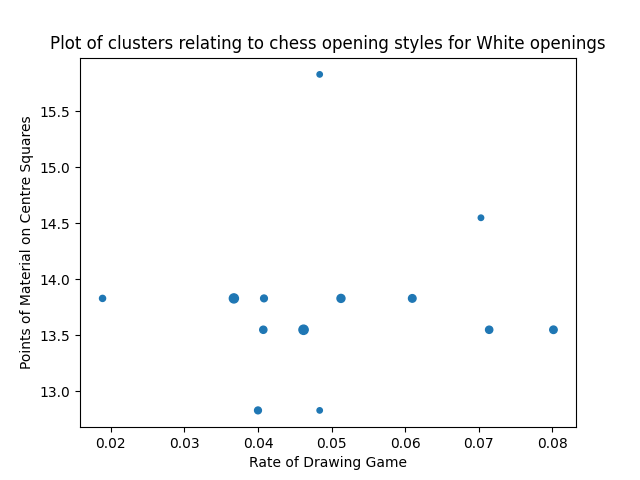 Plot of clusters relating to chess opening styles for White openings
15.5
15.0
14.5
14.0
13.5
13.0
Points of Material on Centre Squares
0.02 0.03 0.04 0.05 0.06 0.07 0.08
Rate of Drawing Game